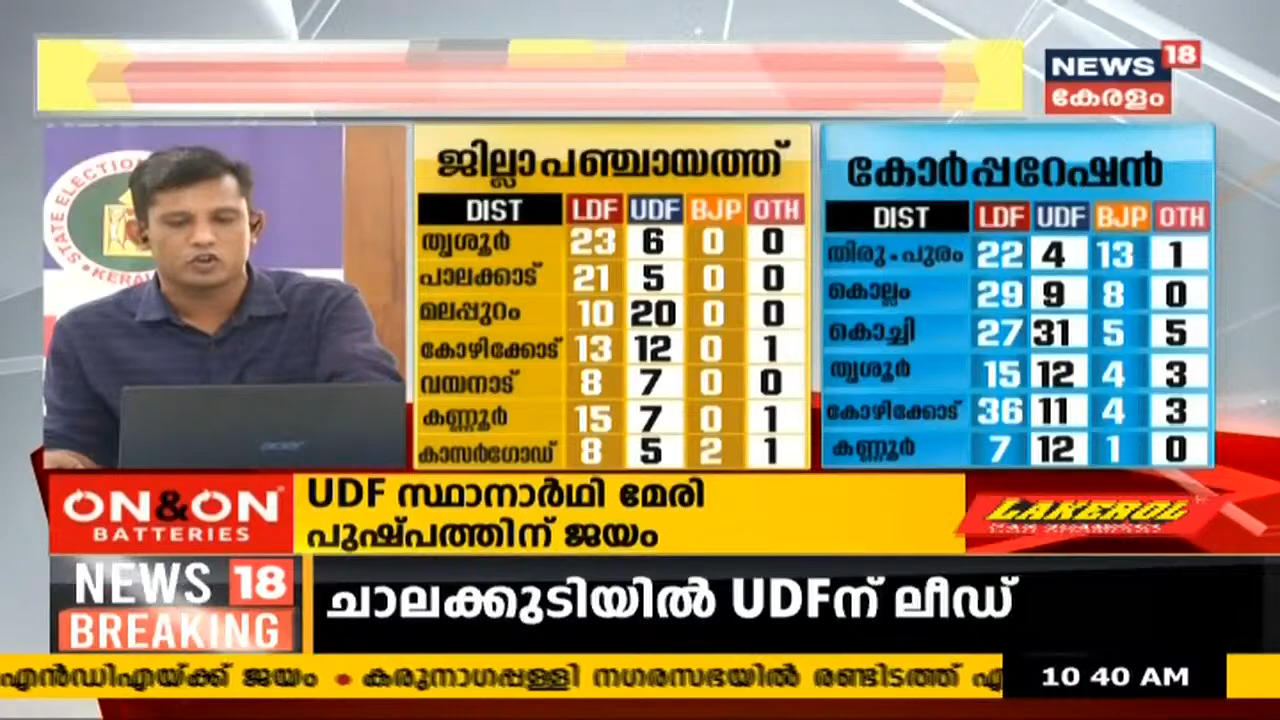 NEWS 18
കേരളം
STATE ELECTION
KERALA
ജില്ലാ പഞ്ചായത്ത്
DIST LDF UDF BJP OTH
തൃശൂർ 23 6 0 0
പാലക്കാട് 21 5 0 0
മലപ്പുറം 10 20 0 0
കോഴിക്കോട് 13 12 0 1
വയനാട് 8 7 0 0
കണ്ണൂർ 15 7 0 1
കാസർഗോഡ് 8 5 2 1
കോർപ്പറേഷൻ
DIST LDF UDF BJP OTH
തിരു.പുരം 22 4 13 1
കൊല്ലം 29 9 8 0
കൊച്ചി 27 31 5 5
തൃശൂർ 15 12 4 3
കോഴിക്കോട് 36 11 4 3
കണ്ണൂർ 7 12 1 0
acer
ON&ON
BATTERIES
UDF സ്ഥാനാർഥി മേരി
പുഷ്പത്തിന് ജയം
LAKEROL
NEWS 18
BREAKING
ചാലക്കുടിയിൽ UDFന് ലീഡ്
എൻഡിഎയ്ക്ക് ജയം • കരുനാഗപ്പള്ളി നഗരസഭയിൽ രണ്ടിടത്ത് എ
10 40 AM